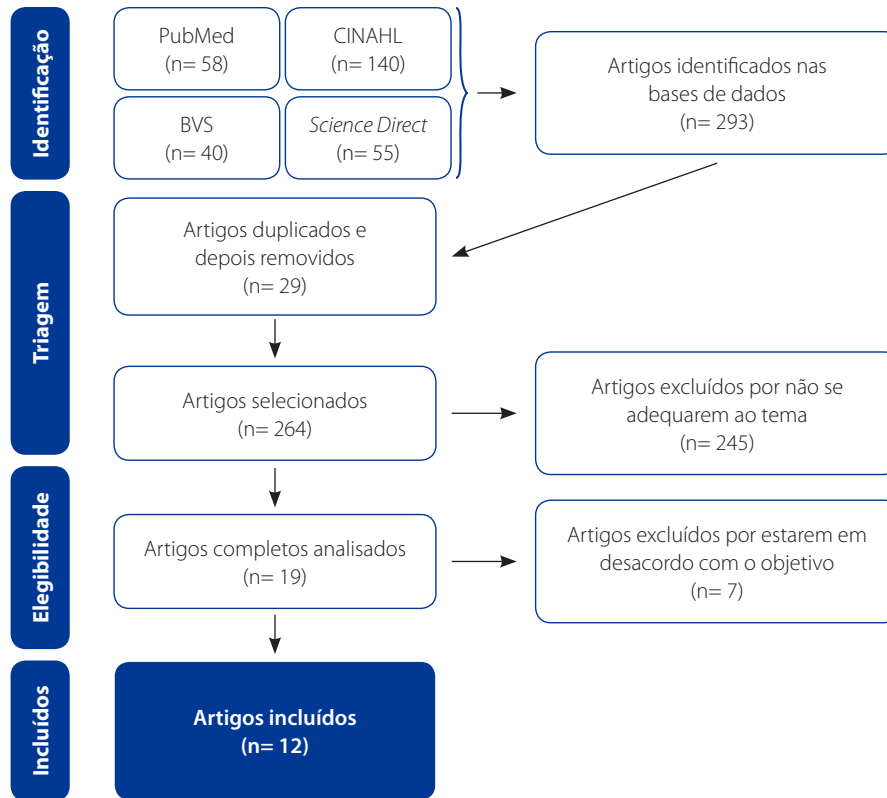 Identificação
PubMed
(n= 58)
CINAHL
(n= 140)
BVS
(n= 40)
Science Direct
(n= 55)
Artigos identificados nas
bases de dados
(n= 293)
Triagem
Artigos duplicados e
depois removidos
(n= 29)
Artigos selecionados
(n= 264)
Artigos excluídos por não se
adequarem ao tema
(n= 245)
Elegibilidade
Artigos completos analisados
(n= 19)
Artigos excluídos por estarem em
desacordo com o objetivo
(n= 7)
Incluídos
Artigos incluídos
(n= 12)